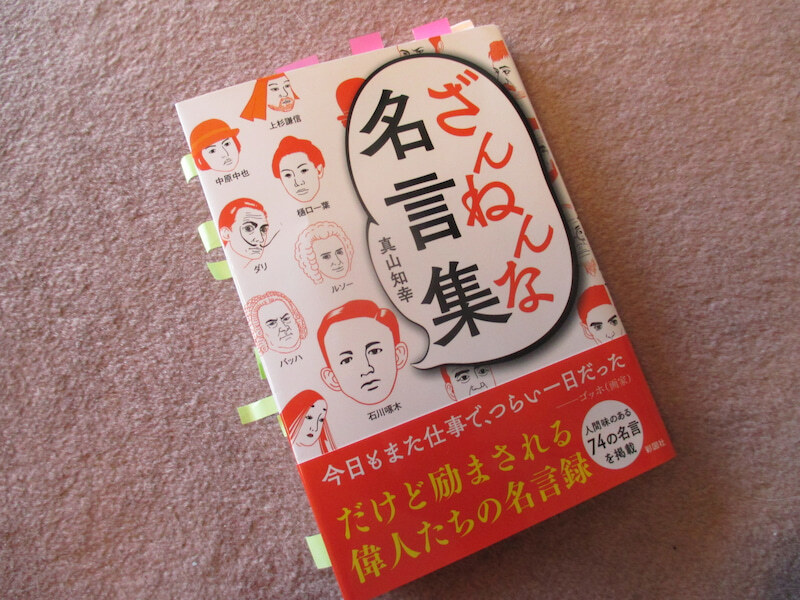 ざんねんな
名言集
真山知幸
上杉謙信
中原中也
樋口一葉
ダリ
ルソー
バッハ
石川啄木
今日もまた仕事で、つらい一日だった
──ゴッホ(画家)
だけど励まされる
偉人たちの名言録
人間味のある
74の名言
を掲載
彩図社